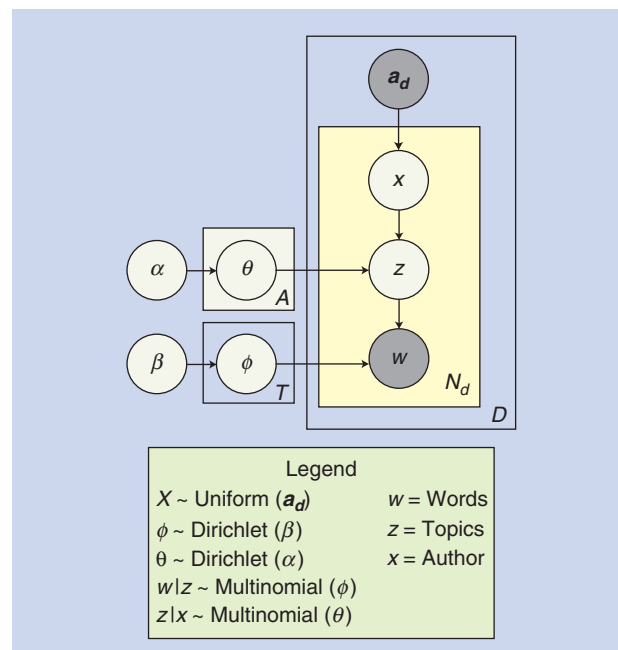 a_d
x
α θ z
A
β ϕ w
T N_d
D
Legend
X ~ Uniform (a_d) w = Words
ϕ ~ Dirichlet (β) z = Topics
θ ~ Dirichlet (α) x = Author
w|z ~ Multinomial (ϕ)
z|x ~ Multinomial (θ)